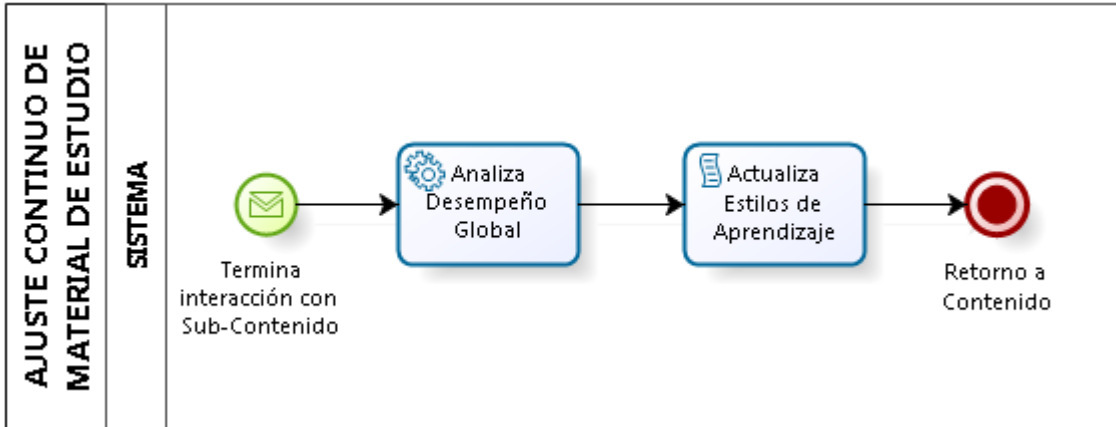 AJUSTE CONTINUO DE
MATERIAL DE ESTUDIO
SISTEMA
Termina
interacción con
Sub-Contenido
Analiza
Desempeño
Global
Actualiza
Estilos de
Aprendizaje
Retorno a
Contenido